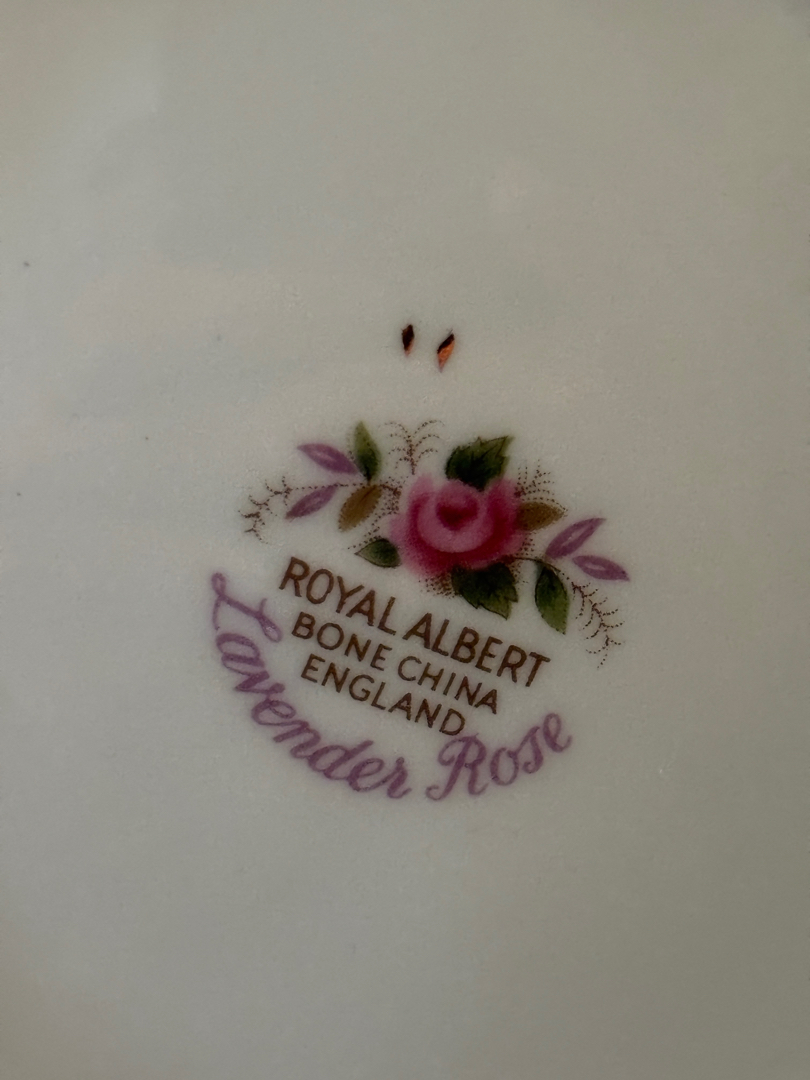 ROYAL ALBERT
BONE CHINA
ENGLAND
Lavender Rose